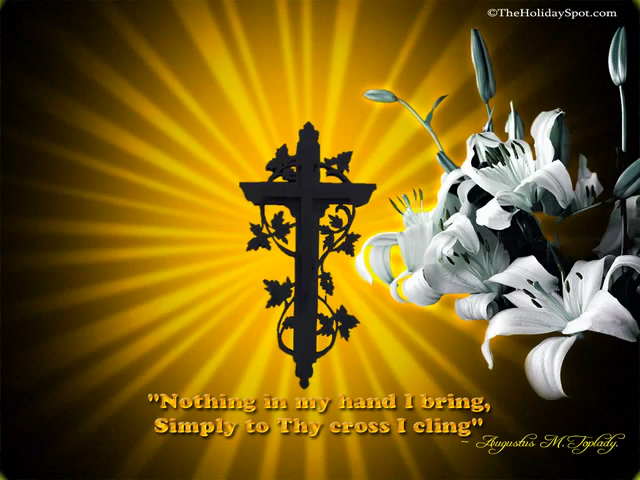 ©TheHolidaySpot.com
"Nothing in my hand I bring,
Simply to Thy cross I cling"
~ Augustus M. Toplady.